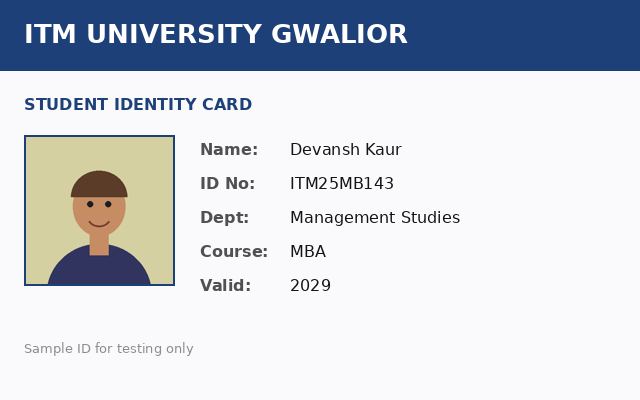 ITM UNIVERSITY GWALIOR
STUDENT IDENTITY CARD
Name: Devansh Kaur
ID No: ITM25MB143
Dept: Management Studies
Course: MBA
Valid: 2029
Sample ID for testing only